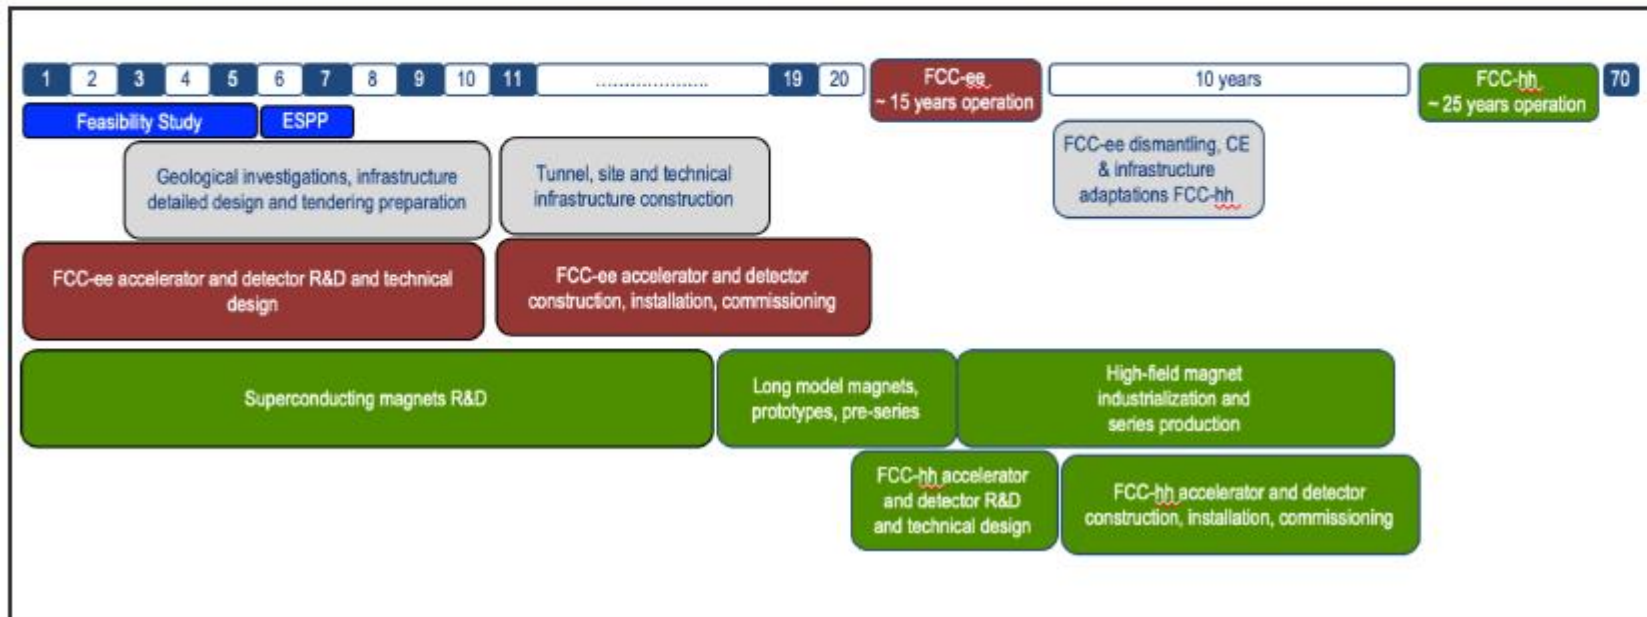 1 2 3 4 5 6 7 8 9 10 11 .................... 19 20
FCC-ee
~ 15 years operation
10 years
FCC-hh
~ 25 years operation
70
Feasibility Study
ESPP
Geological investigations, infrastructure
detailed design and tendering preparation
Tunnel, site and technical
infrastructure construction
FCC-ee dismantling, CE
& infrastructure
adaptations FCC-hh
FCC-ee accelerator and detector R&D and technical
design
FCC-ee accelerator and detector
construction, installation, commissioning
Superconducting magnets R&D
Long model magnets,
prototypes, pre-series
High-field magnet
industrialization and
series production
FCC-hh accelerator
and detector R&D
and technical design
FCC-hh accelerator and detector
construction, installation, commissioning